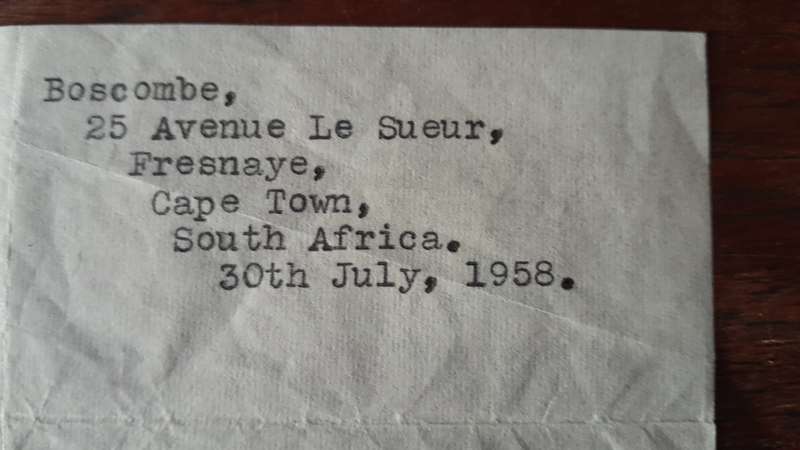 Boscombe,
25 Avenue Le Sueur,
Fresnaye,
Cape Town,
South Africa.
30th July, 1958.